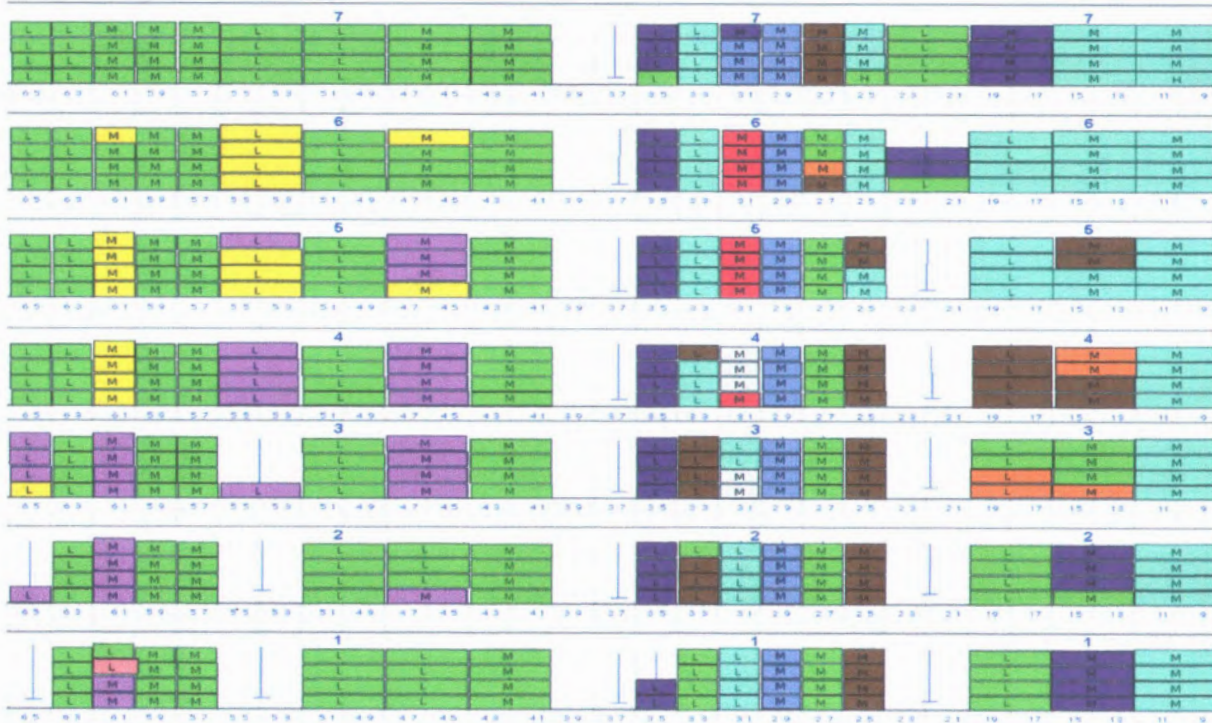 7 7 7
L L M M M L L M M L L M M M M L M M M
L L M M M L L M M L L M M M M L M M M
L L M M M L L M M L L M M M M L M M M
L L M M M L L M M L L M M M H L M M H
65 63 61 59 57 55 53 51 49 47 45 43 41 39 37 35 33 31 29 27 25 23 21 19 17 15 13 11 9
6 6 6
L L M M M L L M M L L M M M M L M M
L L M M M L L M M L L M M M M L M M
L L M M M L L M M L L M M M M L M M
L L M M M L L M M L L M M M M L L M M
65 63 61 59 57 55 53 51 49 47 45 43 41 39 37 35 33 31 29 27 25 23 21 19 17 15 13 11 9
5 5 5
L L M M M L L M M L L M M M M L M M
L L M M M L L M M L L M M M M L M M
L L M M M L L M M L L M M M M L M M
L L M M M L L M M L L M M M M L M M
65 63 61 59 57 55 53 51 49 47 45 43 41 39 37 35 33 31 29 27 25 23 21 19 17 15 13 11 9
4 4 4
L L M M M L L M M L L M M M M L M M
L L M M M L L M M L L M M M M L M M
L L M M M L L M M L L M M M M L M M
L L M M M L L M M L L M M M M L M M
65 63 61 59 57 55 53 51 49 47 45 43 41 39 37 35 33 31 29 27 25 23 21 19 17 15 13 11 9
3 3 3
L L M M M L M M L L L M M M L M M
L L M M M L M M L L L M M M L M M
L L M M M L M M L L M M M M L M M
L L M M M L L M M L L M M M M L M M
65 63 61 59 57 55 53 51 49 47 45 43 41 39 37 35 33 31 29 27 25 23 21 19 17 15 13 11 9
2 2 2
L M M M L L M L L L M M M L M M
L M M M L L M L L L M M M L M M
L M M M L L M L L L M M M L M M
L L M M M L M M L L L M M M L M M
65 63 61 59 57 55 53 51 49 47 45 43 41 39 37 35 33 31 29 27 25 23 21 19 17 15 13 11 9
1 1 1
L L M M L L M L L M M M L M M
L L M M L L M L L M M M L M M
L M M M L L M L L L M M M L M M
L M M M L L M L L L M M M L M M
65 63 61 59 57 55 53 51 49 47 45 43 41 39 37 35 33 31 29 27 25 23 21 19 17 15 13 11 9